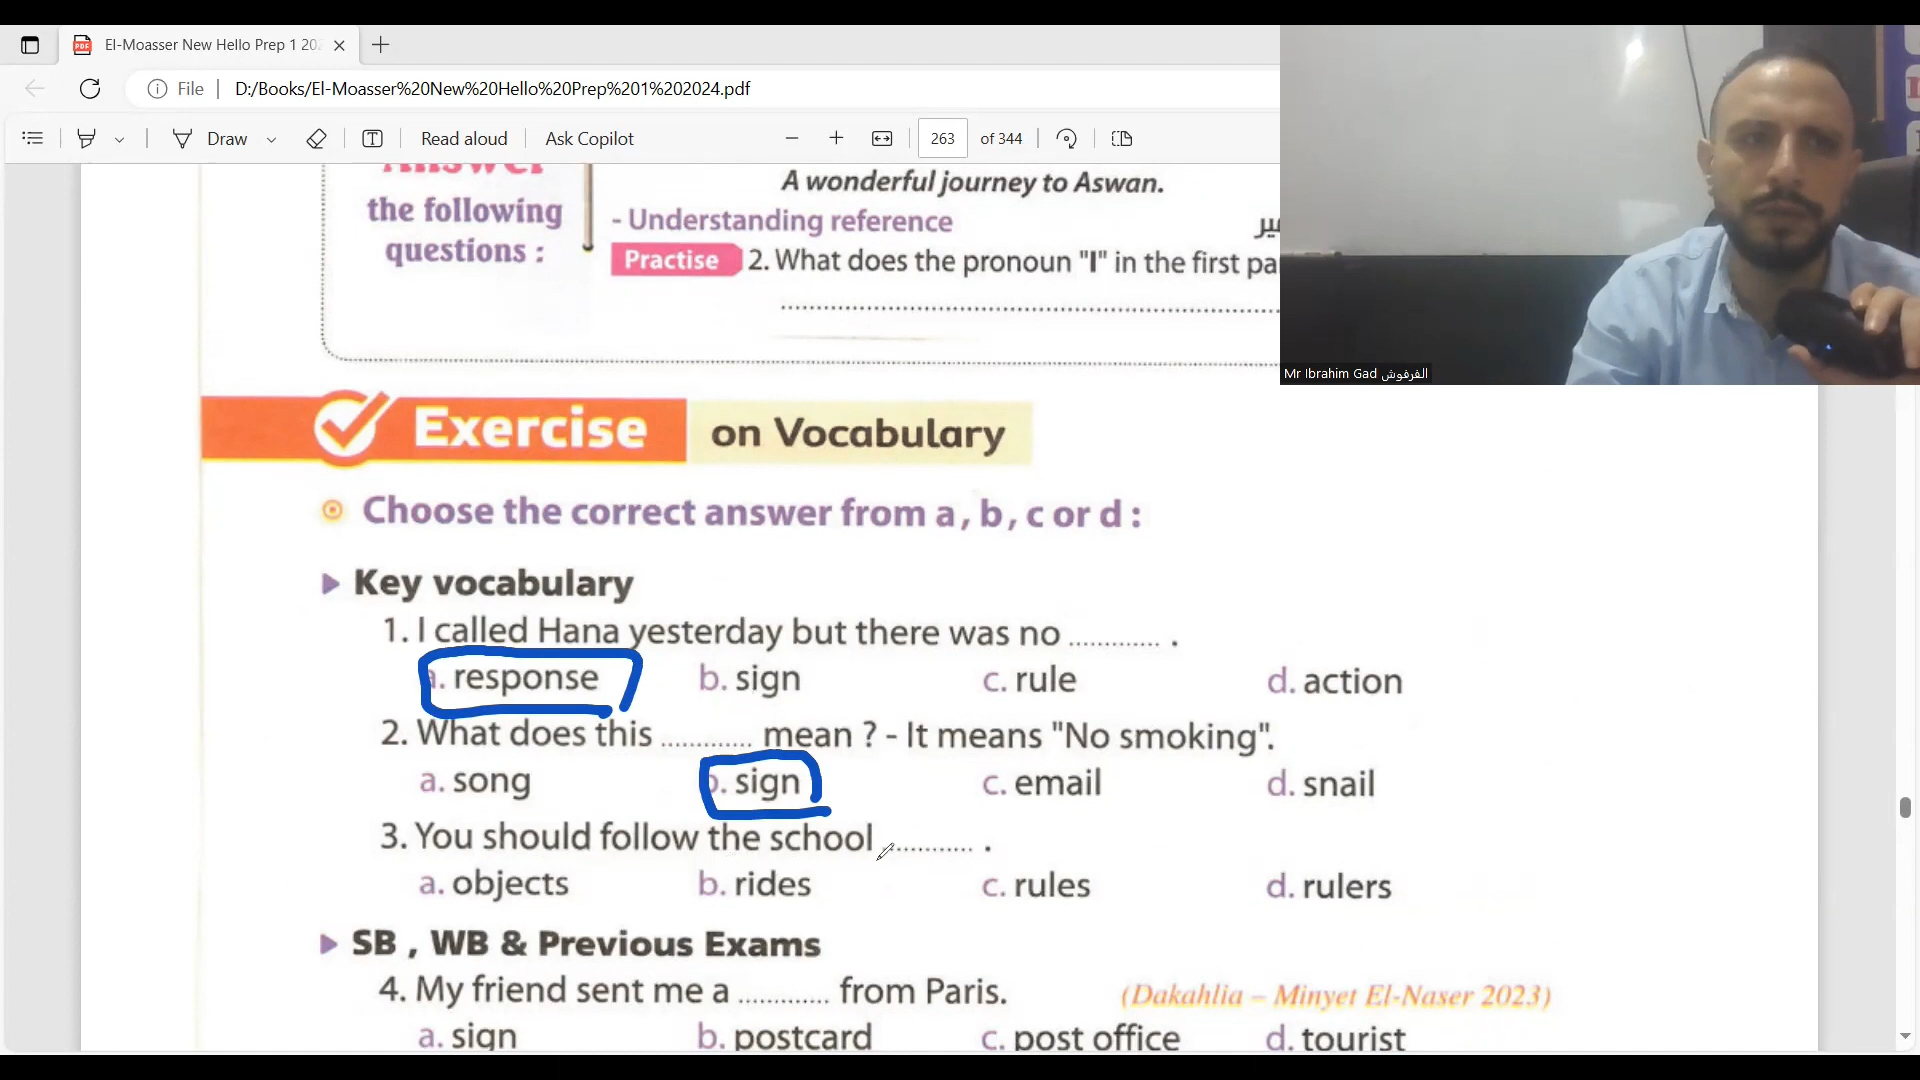 El-Moasser New Hello Prep 1 202
File
D:/Books/El-Moasser%20New%20Hello%20Prep%201%202024.pdf
Draw
Read aloud
Ask Copilot
263 of 344
Answer
the following
questions :
A wonderful journey to Aswan.
- Understanding reference
Practise 2. What does the pronoun "I" in the first pa
Mr Ibrahim Gad الفرفوش
Exercise on Vocabulary
Choose the correct answer from a , b , c or d :
Key vocabulary
1. I called Hana yesterday but there was no ............ .
a. response b. sign c. rule d. action
2. What does this ............ mean ? - It means "No smoking".
a. song b. sign c. email d. snail
3. You should follow the school ............ .
a. objects b. rides c. rules d. rulers
SB , WB & Previous Exams
4. My friend sent me a ............ from Paris. (Dakahlia – Minyet El-Naser 2023)
a. sign b. postcard c. post office d. tourist